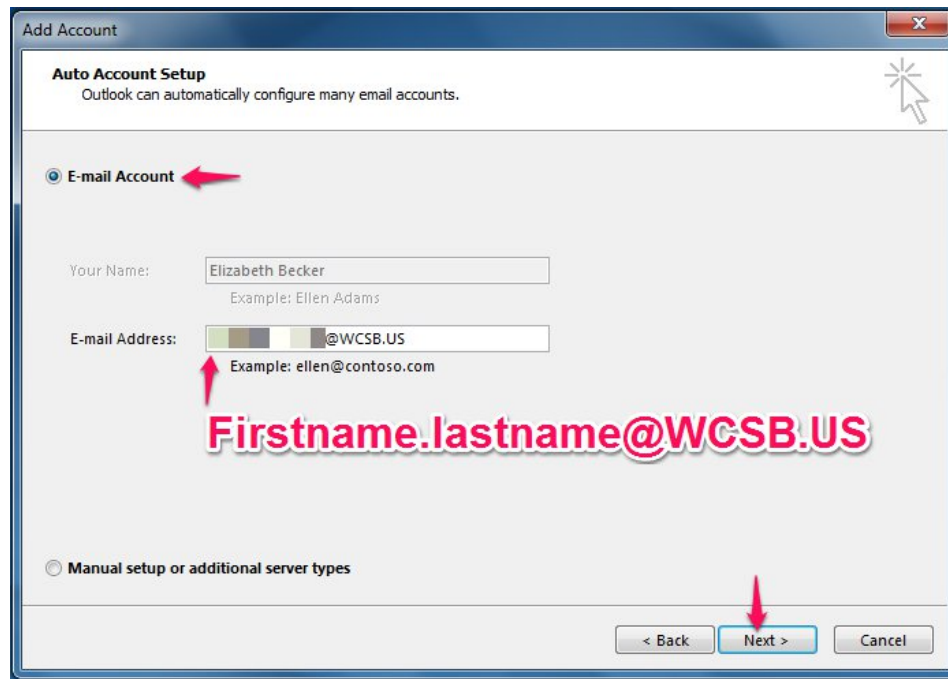 Add Account
Auto Account Setup
Outlook can automatically configure many email accounts.
E-mail Account
Your Name: Elizabeth Becker
Example: Ellen Adams
E-mail Address: @WCSB.US
Example: ellen@contoso.com
Firstname.lastname@WCSB.US
Manual setup or additional server types
< Back Next > Cancel